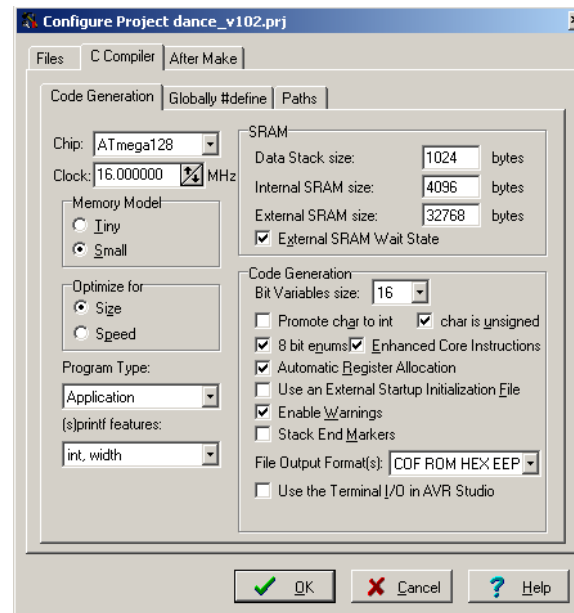 Configure Project dance_v102.prj
Files C Compiler After Make
Code Generation Globally #define Paths
Chip: ATmega128
Clock: 16.000000 MHz
Memory Model
Tiny
Small
Optimize for
Size
Speed
Program Type:
Application
(s)printf features:
int, width
SRAM
Data Stack size: 1024 bytes
Internal SRAM size: 4096 bytes
External SRAM size: 32768 bytes
External SRAM Wait State
Code Generation
Bit Variables size: 16
Promote char to int char is unsigned
8 bit enums Enhanced Core Instructions
Automatic Register Allocation
Use an External Startup Initialization File
Enable Warnings
Stack End Markers
File Output Format(s): COF ROM HEX EEP
Use the Terminal I/O in AVR Studio
OK Cancel ? Help